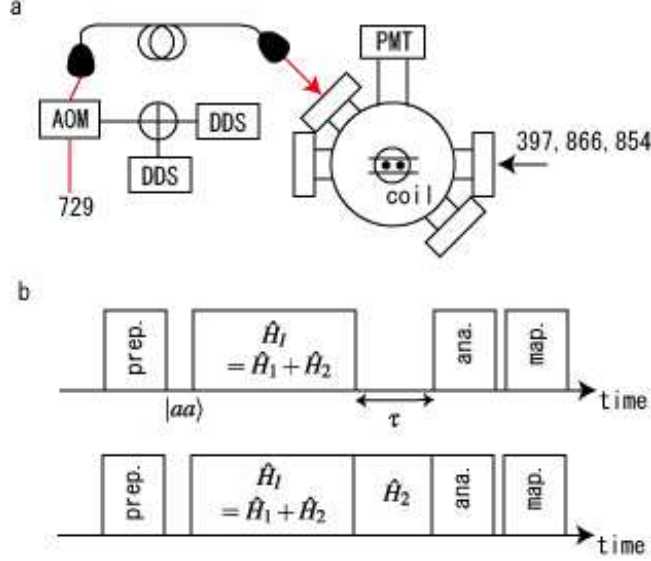 a
PMT
AOM
DDS
DDS
729
397, 866, 854
coil
b
prep.
|aa⟩
Ĥ_I
= Ĥ_1 + Ĥ_2
τ
ana.
map.
time
prep.
Ĥ_I
= Ĥ_1 + Ĥ_2
Ĥ_2
ana.
map.
time